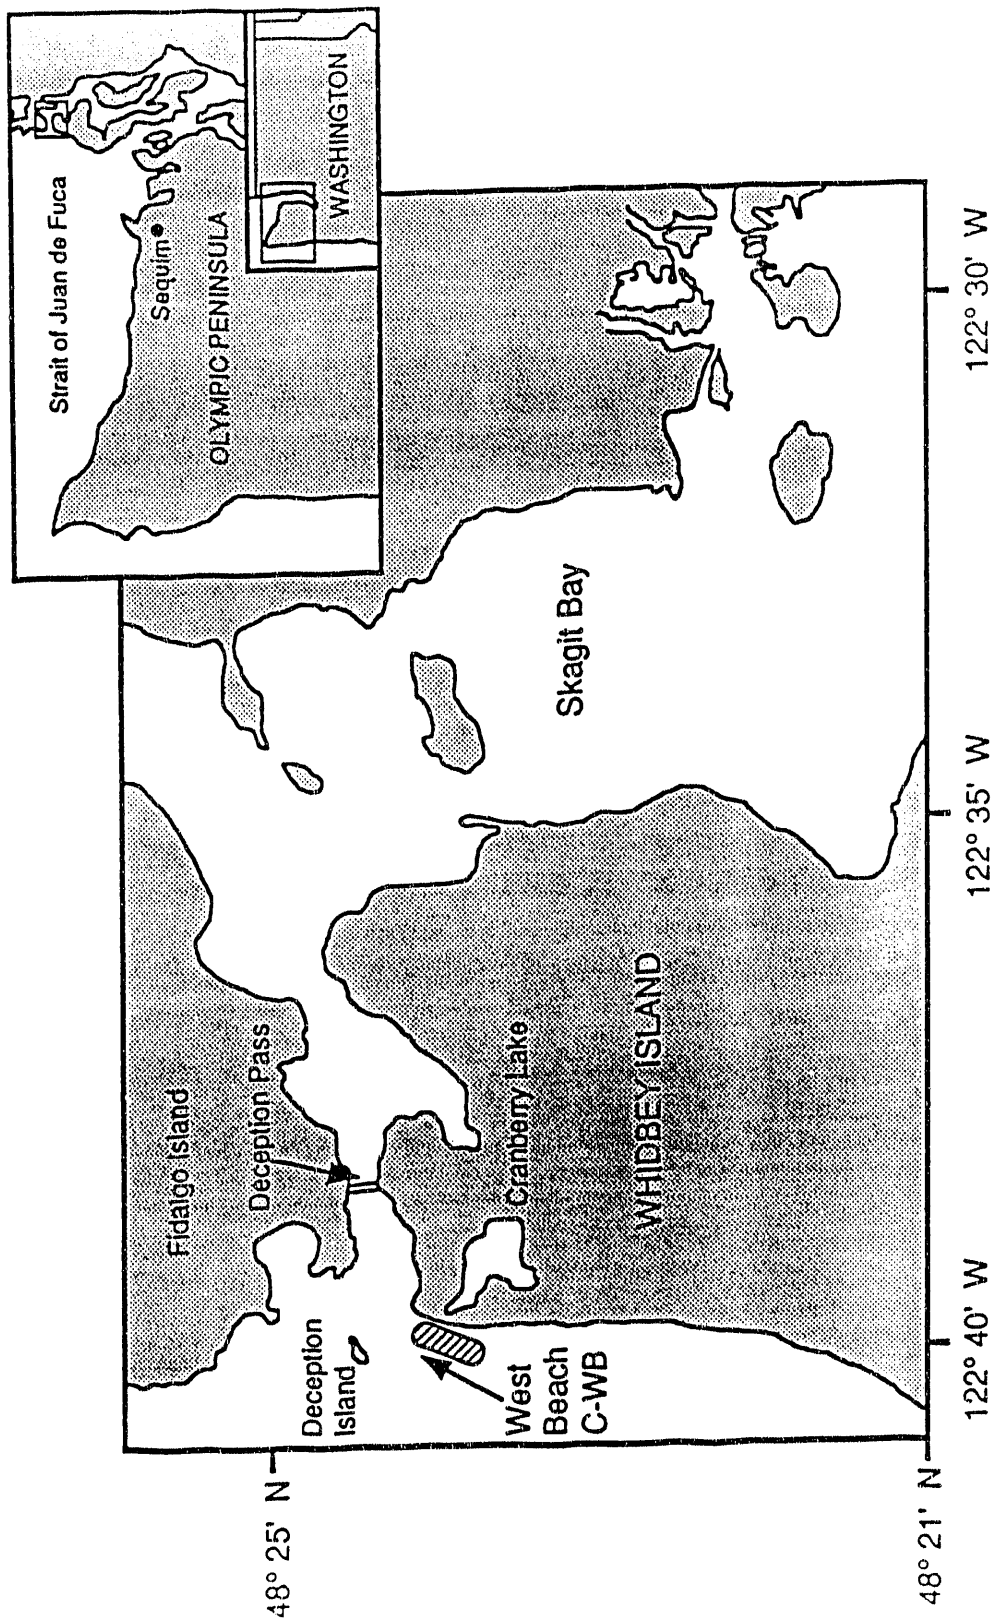 Strait of Juan de Fuca
Sequim
OLYMPIC PENINSULA
WASHINGTON
Fidalgo Island
Deception Pass
Deception
Island
Cranberry Lake
West
Beach
C-WB
WHIDBEY ISLAND
Skagit Bay
48° 25' N
48° 21' N
122° 40' W
122° 35' W
122° 30' W